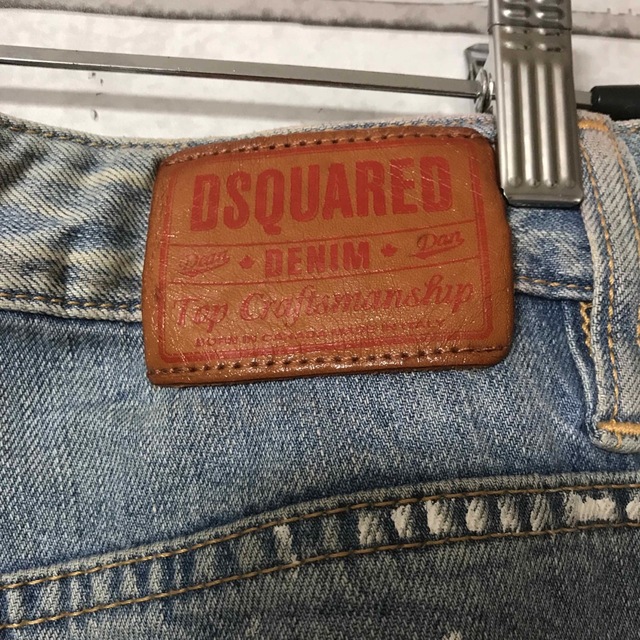 DSQUARED
Dean DENIM Dan
Top Craftsmanship